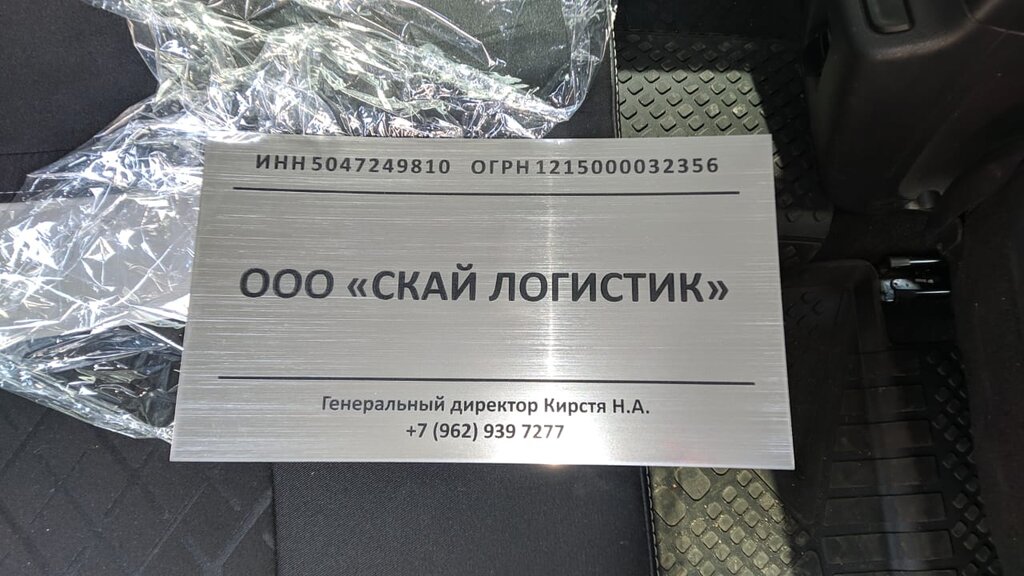 ИНН 5047249810 ОГРН 1215000032356
ООО «СКАЙ ЛОГИСТИК»
Генеральный директор Кирстя Н.А.
+7 (962) 939 7277